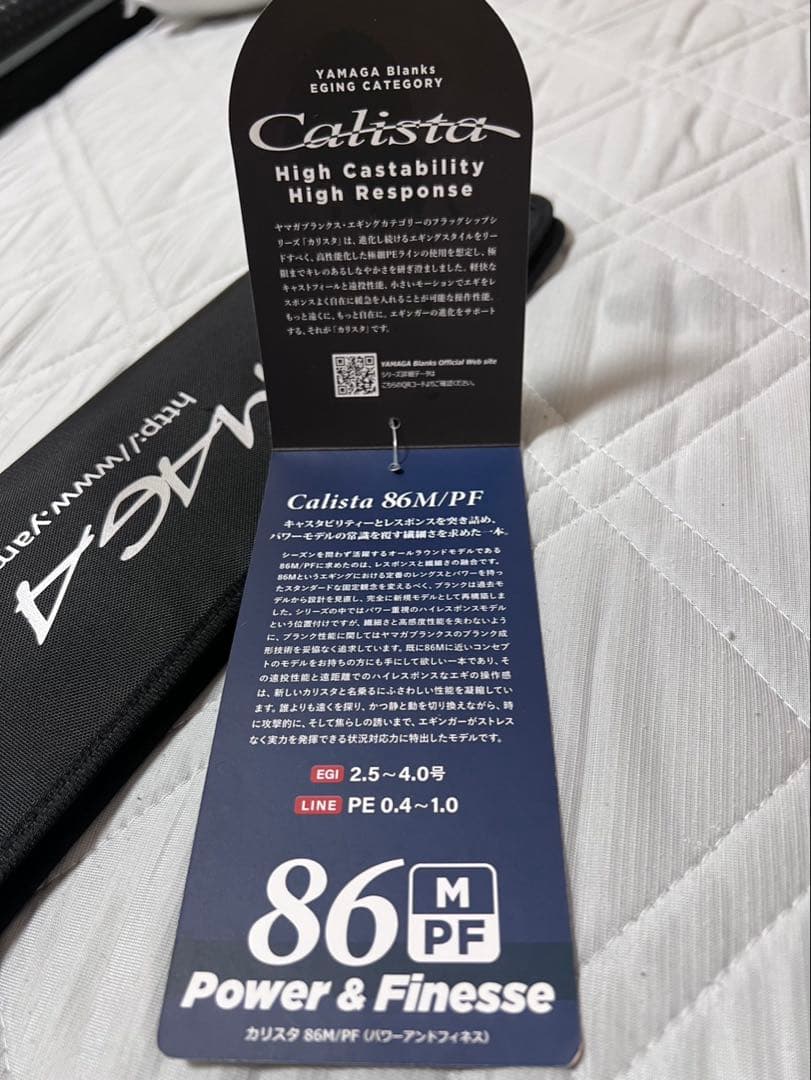 YAMAGA Blanks
EGING CATEGORY
Calista
High Castability
High Response
ヤマガブランクス・エギングカテゴリーのフラッグシップシ
リーズ「カリスタ」は、進化し続けるエギングスタイルをリー
ドすべく、高性能化した極細PEラインの使用を想定し、極
限までキレのあるしなやかさを研ぎ澄ましました。軽快な
キャストフィールと遠投性能、小さいモーションでエギをレ
スポンスよく自在に緩急を入れることが可能な操作性能。
もっと遠くに、もっと自在に。エギンガーの進化をサポート
する、それが「カリスタ」です。
YAMAGA Blanks Official Web site
シリーズ詳細データは
こちらのQRコードよりご確認ください。
Calista 86M/PF
キャスタビリティーとレスポンスを突き詰め、
パワーモデルの常識を覆す繊細さを求めた一本。
シーズンを問わず活躍するオールラウンドモデルである
86M/PFに求めたのは、レスポンスと繊細さの融合です。
86Mというエギングにおける定番のレングスとパワーを持っ
たスタンダードな固定観念を変えるべく、ブランクは過去モ
デルから設計を見直し、完全に新規モデルとして再構築しま
した。シリーズの中ではパワー重視のハイレスポンスモデル
という位置付けですが、繊細さと高感度性能を失わないよう
に、ブランク性能に関してはヤマガブランクスのブランク成
形技術を妥協なく追求しています。既に86Mに近いコンセプ
トのモデルをお持ちの方にも手にして欲しい一本であり、そ
の遠投性能と遠距離でのハイレスポンスなエギの操作感
は、新しいカリスタと名乗るにふさわしい性能を凝縮してい
ます。誰よりも遠くを探り、かつ静と動を切り換えながら、時
に攻撃的に、そして焦らしの誘いまで、エギンガーがストレス
なく実力を発揮できる状況対応力に特出したモデルです。
EGI 2.5～4.0号
LINE PE 0.4～1.0
86 M PF
Power & Finesse
カリスタ 86M/PF（パワーアンドフィネス）
MAGA
http://www.yam